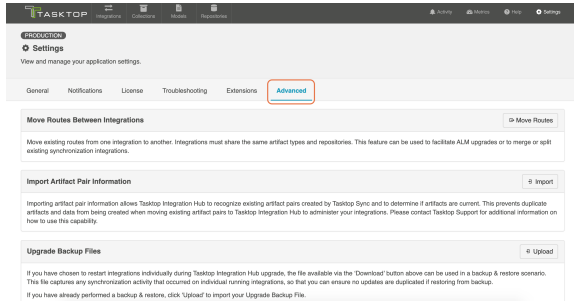 TASKTOP
Integrations Collections Models Repositories
Activity Metrics Help Settings
PRODUCTION
Settings
View and manage your application settings.
General Notifications License Troubleshooting Extensions Advanced
Move Routes Between Integrations
Move Routes
Move existing routes from one integration to another. Integrations must share the same artifact types and repositories. This feature can be used to facilitate ALM upgrades or to merge or split
existing synchronization integrations.
Import Artifact Pair Information
Import
Importing artifact pair information allows Tasktop Integration Hub to recognize existing artifact pairs created by Tasktop Sync and to determine if artifacts are current. This prevents duplicate
artifacts and data from being created when moving existing artifact pairs to Tasktop Integration Hub to administer your integrations. Please contact Tasktop Support for additional information on
how to use this capability.
Upgrade Backup Files
Upload
If you have chosen to restart integrations individually during Tasktop Integration Hub upgrade, the file available via the 'Download' button above can be used in a backup & restore scenario.
This file captures any synchronization activity that occurred on individual running integrations, so that you can ensure no updates are duplicated if restoring from backup.
If you have already performed a backup & restore, click 'Upload' to import your Upgrade Backup File.